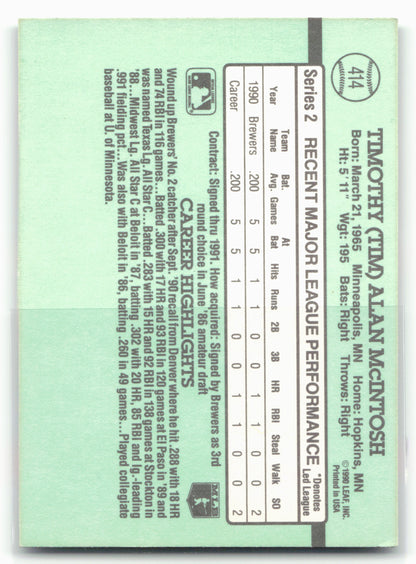 414
TIMOTHY (TIM) ALAN McINTOSH
Born: March 21, 1965 Minneapolis, MN Home: Hopkins, MN
Ht: 5' 11" Wgt: 195 Bats: Right Throws: Right
©1990 LEAF, INC.
Printed in USA
Series 2 RECENT MAJOR LEAGUE PERFORMANCE
*Denotes
Led League
Year Team Name Bat. Avg. Games At Bat Hits Runs 2B 3B HR RBI Steal Walk SO
1990 Brewers .200 5 5 1 1 0 0 1 1 0 0 2
Career .200 5 5 1 1 0 0 1 1 0 0 2
Contract: Signed thru 1991. How acquired: Signed by Brewers as 3rd
round choice in June '86 amateur draft
CAREER HIGHLIGHTS
Wound up Brewers' No. 2 catcher after Sept. '90 recall from Denver where he hit .288 with 18 HR
and 74 RBI in 116 games...Batted .300 with 17 HR and 93 RBI in 120 games at El Paso in '89 and
was named Texas Lg. All Star C...Batted .283 with 15 HR and 92 RBI in 138 games at Stockton in
'88...Midwest Lg. All Star C at Beloit in '87, batting .302 with 20 HR, 85 RBI and lg.-leading
.991 fielding pct...Was also with Beloit in '86, batting .260 in 49 games...Played collegiate
baseball at U. of Minnesota.